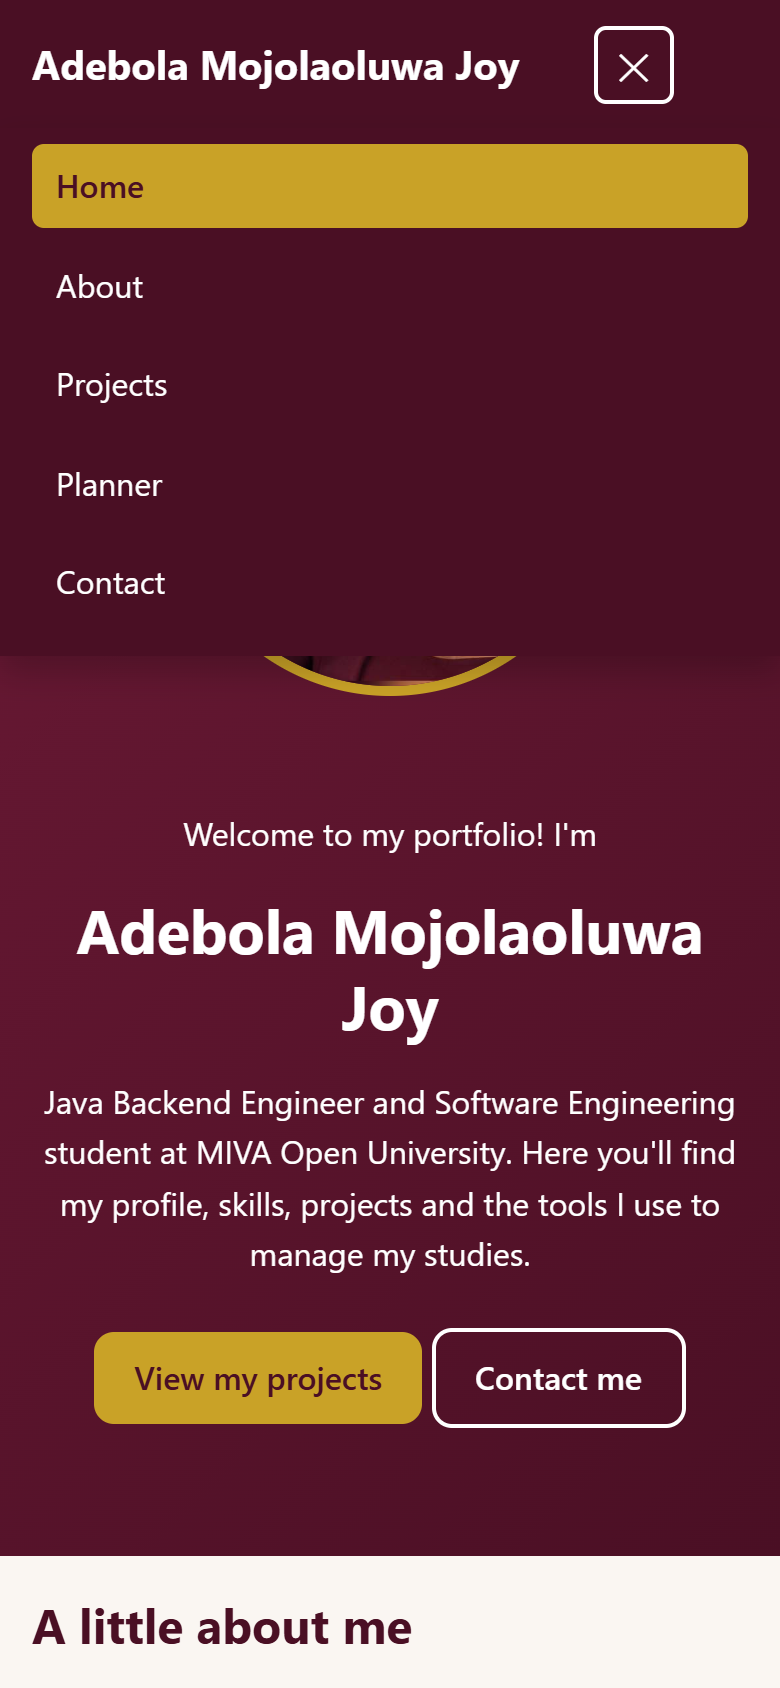 Adebola Mojolaoluwa Joy
Home
About
Projects
Planner
Contact
Welcome to my portfolio! I'm
Adebola Mojolaoluwa
Joy
Java Backend Engineer and Software Engineering
student at MIVA Open University. Here you'll find
my profile, skills, projects and the tools I use to
manage my studies.
View my projects
Contact me
A little about me